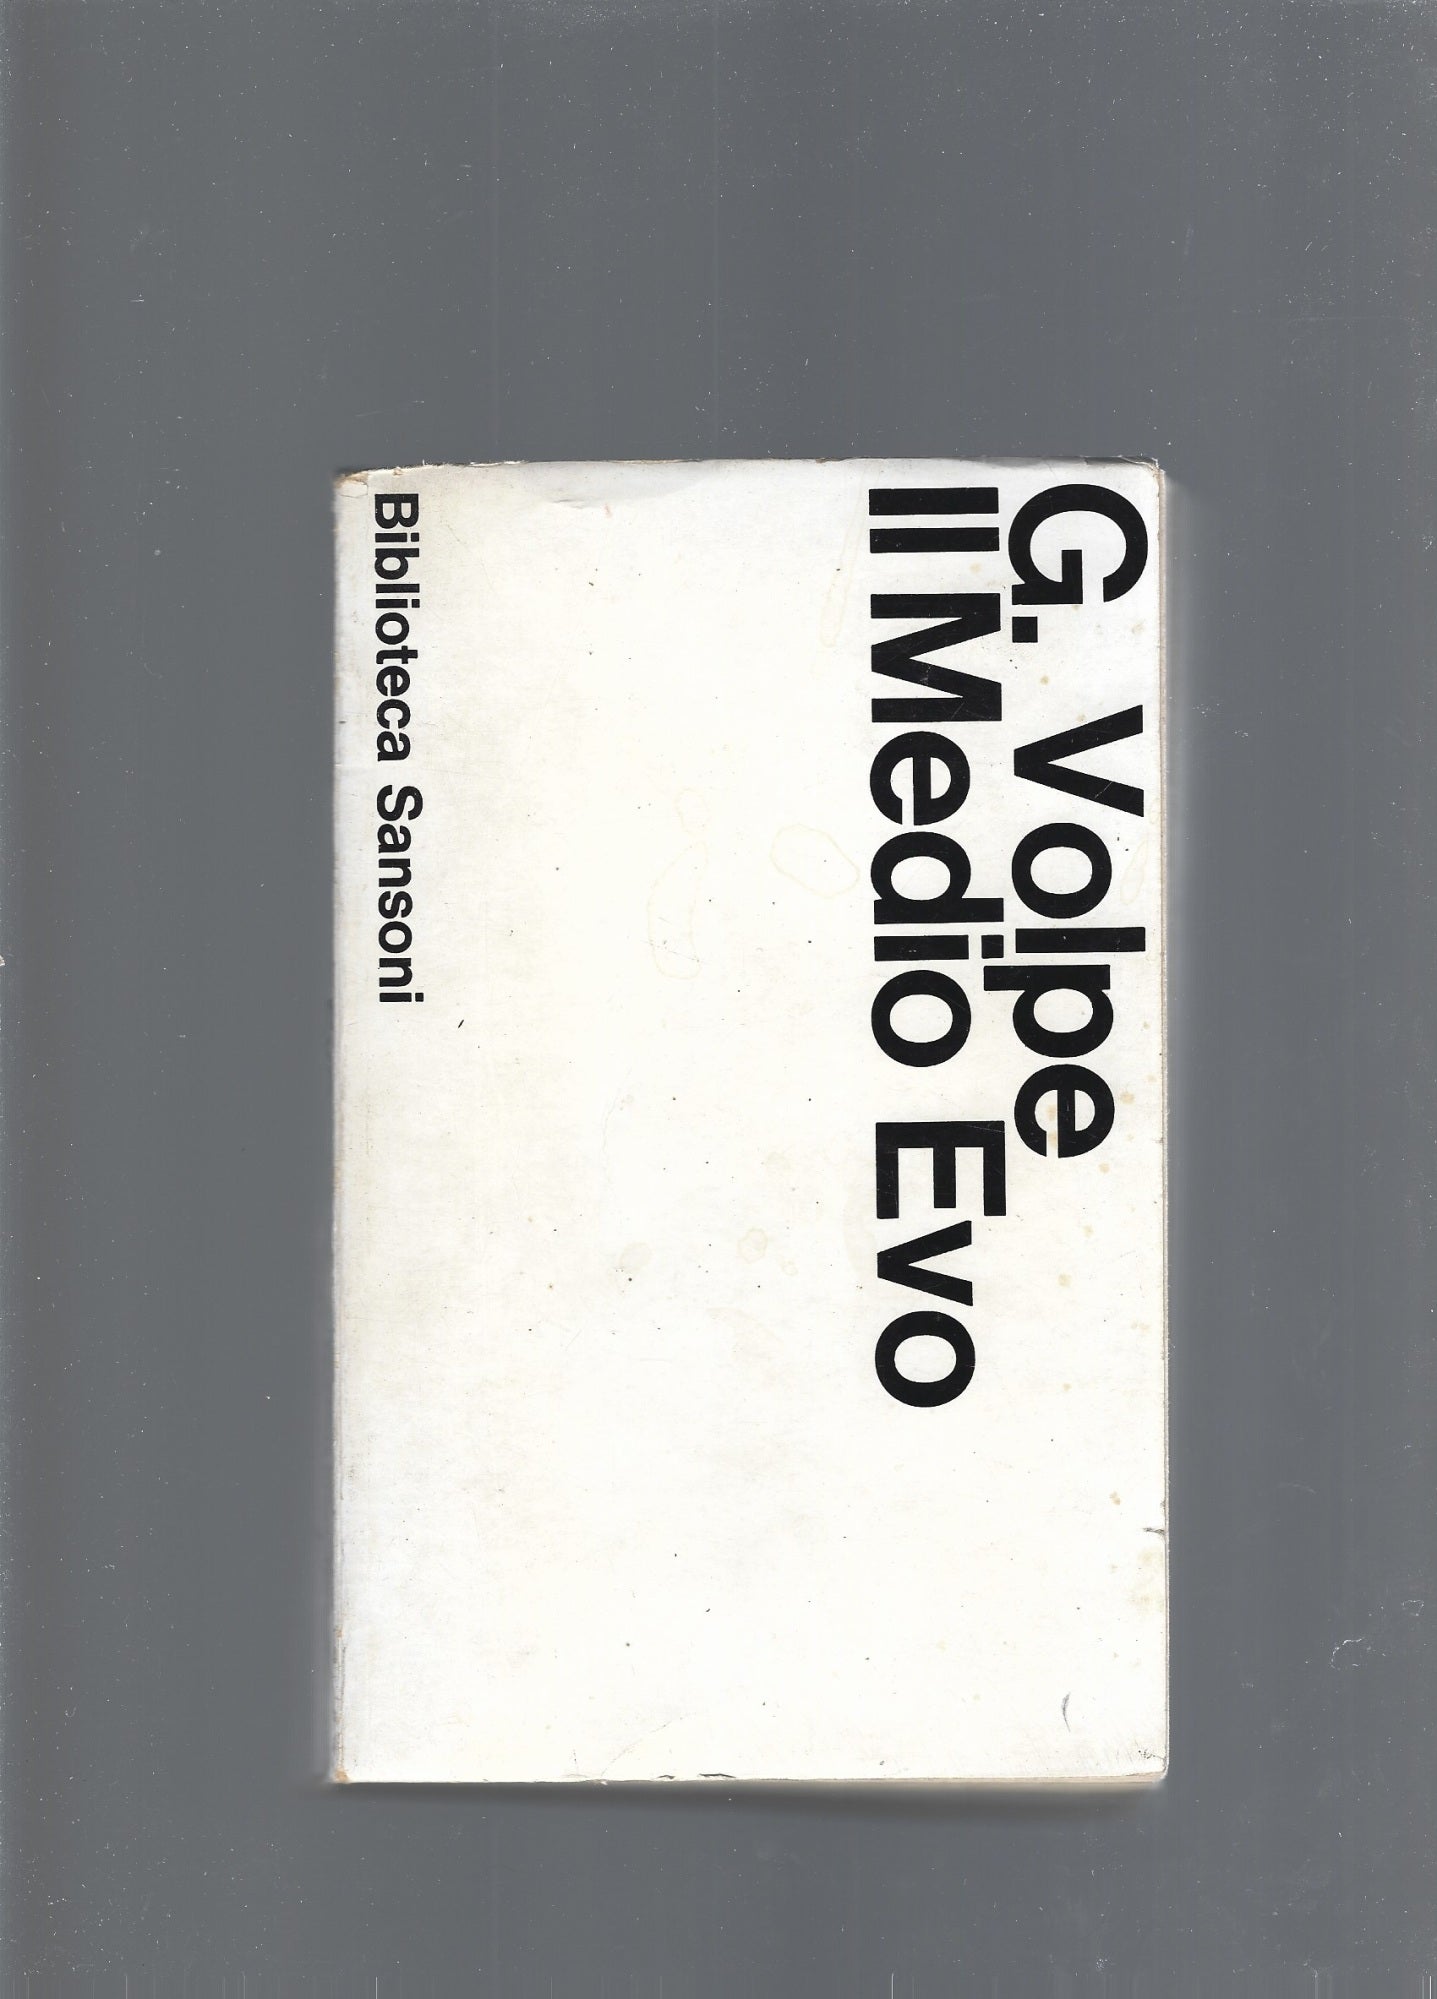 G. Volpe
Il Medio Evo
Biblioteca Sansoni